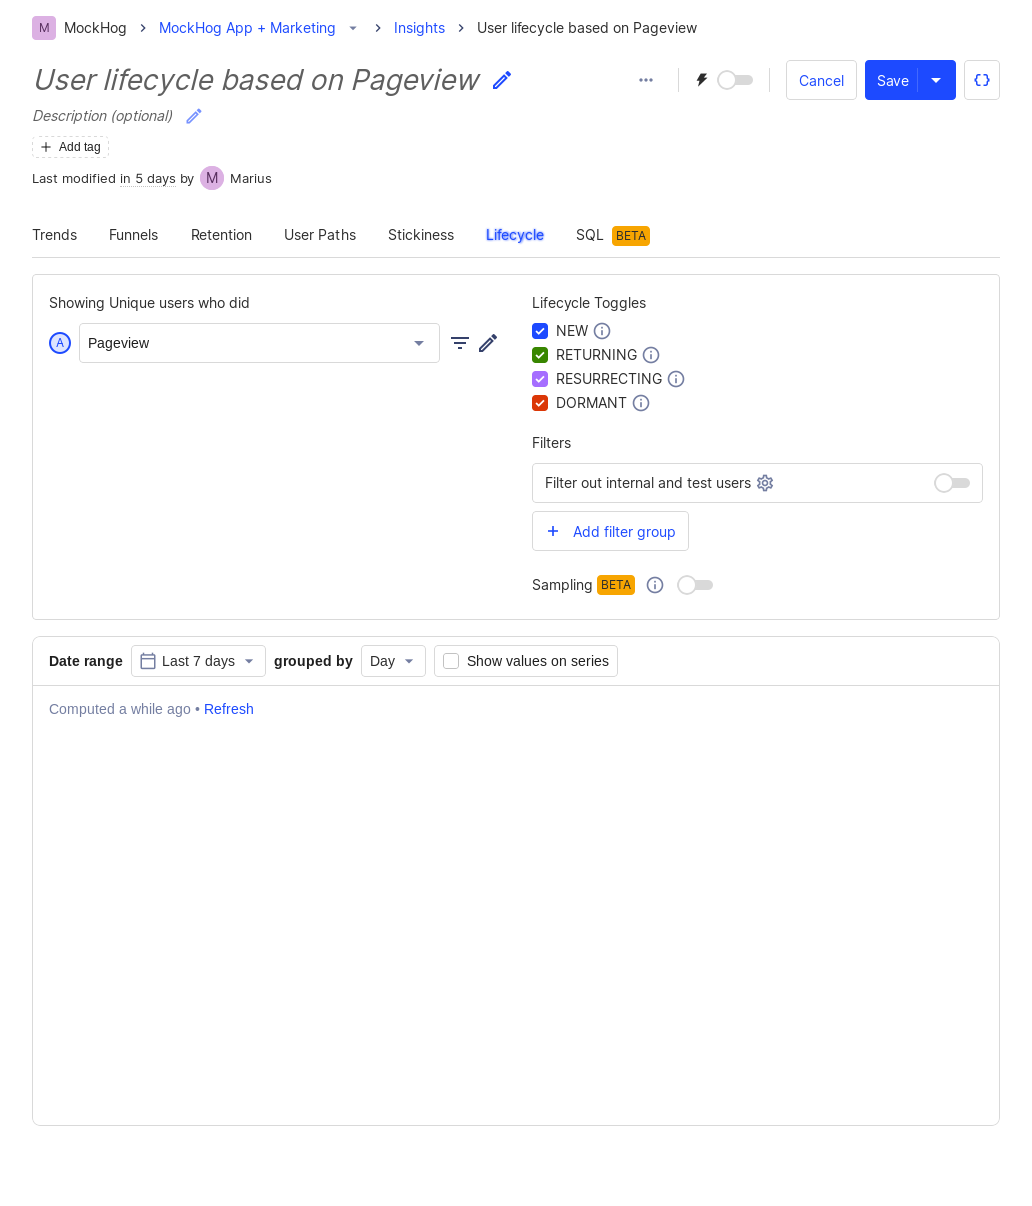 M MockHog MockHog App + Marketing Insights User lifecycle based on Pageview
User lifecycle based on Pageview
Cancel Save
Description (optional)
Add tag
Last modified in 5 days by M Marius
Trends Funnels Retention User Paths Stickiness Lifecycle SQL BETA
Showing Unique users who did
A Pageview
Lifecycle Toggles
NEW
RETURNING
RESURRECTING
DORMANT
Filters
Filter out internal and test users
Add filter group
Sampling BETA
Date range Last 7 days grouped by Day Show values on series
Computed a while ago • Refresh